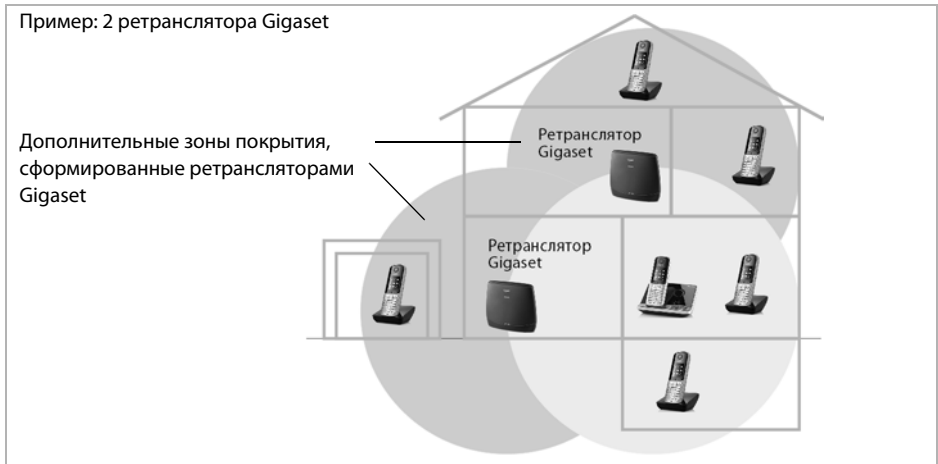 Пример: 2 ретранслятора Gigaset
Дополнительные зоны покрытия,
сформированные ретрансляторами
Gigaset
Ретранслятор
Gigaset
Ретранслятор
Gigaset